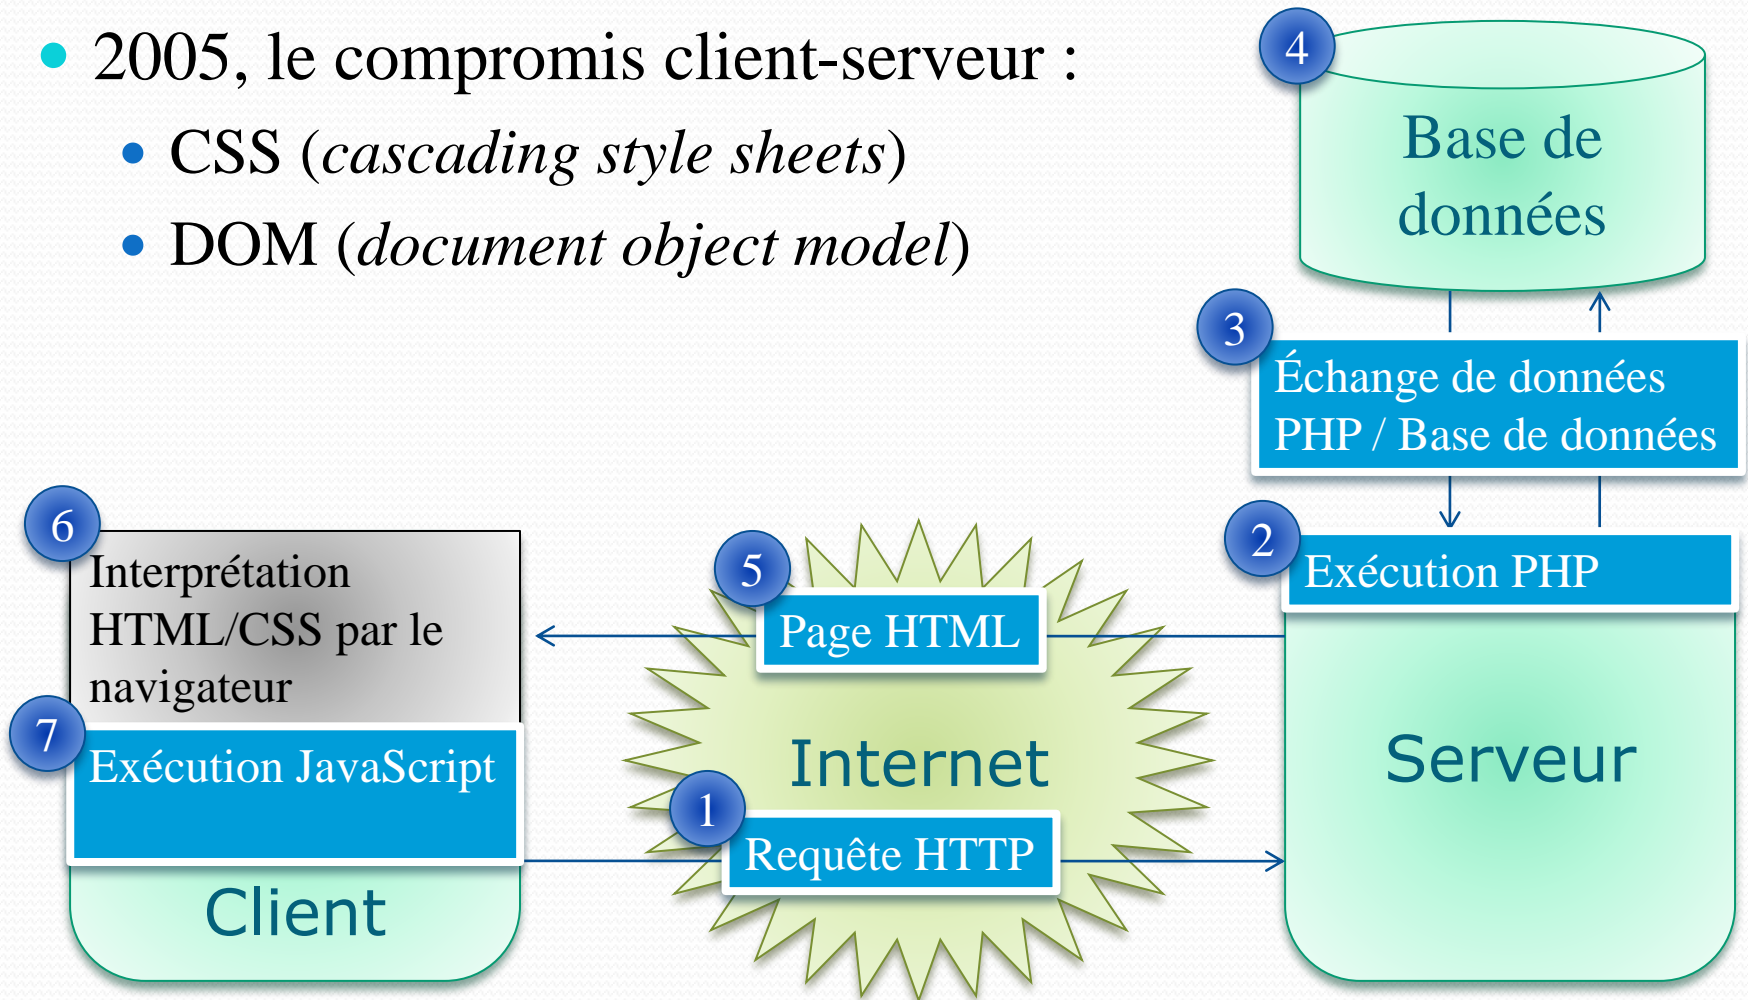 2005, le compromis client-serveur :
CSS (cascading style sheets)
DOM (document object model)
4
Base de
données
3
Échange de données
PHP / Base de données
2
Exécution PHP
Serveur
5
Page HTML
Internet
1
Requête HTTP
6
Interprétation
HTML/CSS par le
navigateur
7
Exécution JavaScript
Client